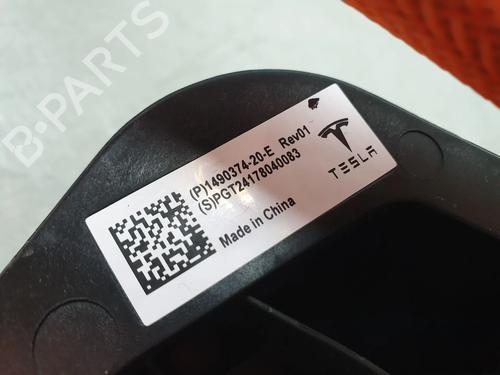 B-PARTS
(P)1490374-20-E Rev01
(S)PGT24178040083
Made in China
TESLA